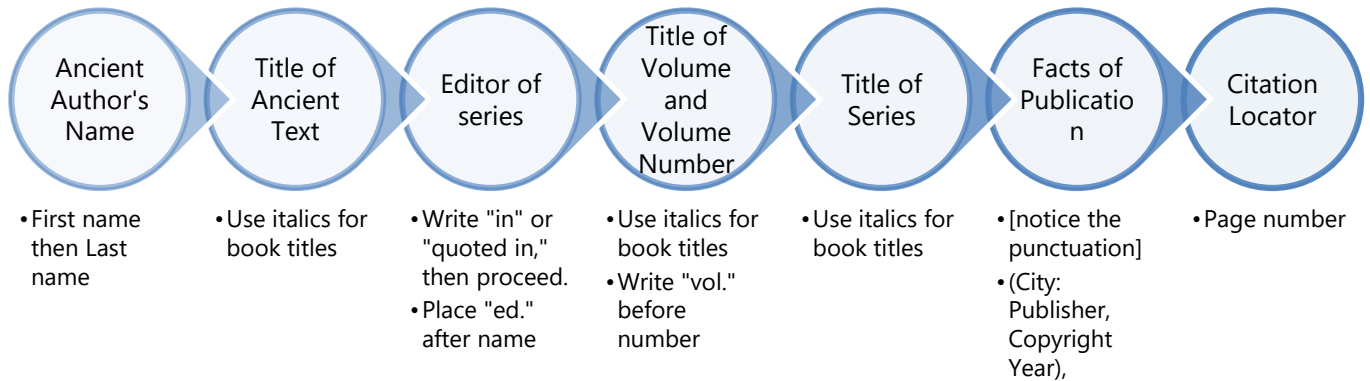 Ancient
Author's
Name
Title of
Ancient
Text
Editor of
series
Title of
Volume
and
Volume
Number
Title of
Series
Facts of
Publicatio
n
Citation
Locator
•First name
then Last
name
•Use italics for
book titles
•Write "in" or
"quoted in,"
then proceed.
•Place "ed."
after name
•Use italics for
book titles
•Write "vol."
before
number
•Use italics for
book titles
•[notice the
punctuation]
•(City:
Publisher,
Copyright
Year),
•Page number